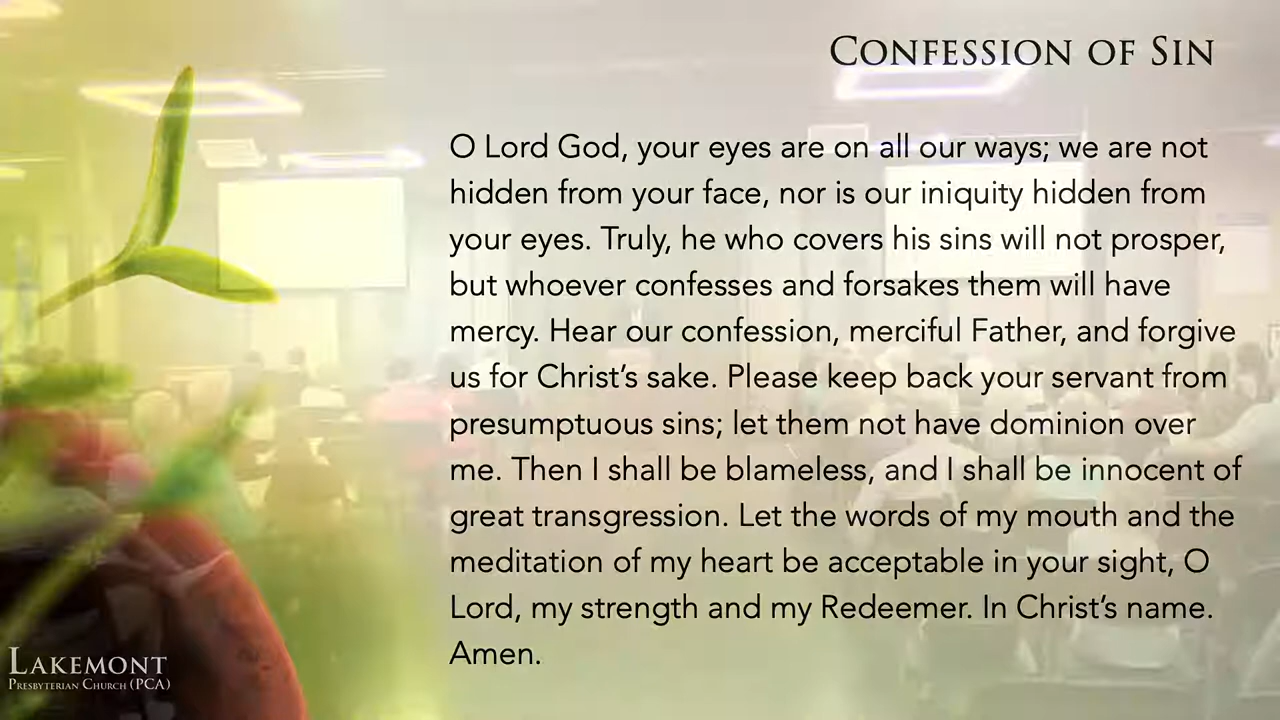 Confession of Sin
O Lord God, your eyes are on all our ways; we are not
hidden from your face, nor is our iniquity hidden from
your eyes. Truly, he who covers his sins will not prosper,
but whoever confesses and forsakes them will have
mercy. Hear our confession, merciful Father, and forgive
us for Christ’s sake. Please keep back your servant from
presumptuous sins; let them not have dominion over
me. Then I shall be blameless, and I shall be innocent of
great transgression. Let the words of my mouth and the
meditation of my heart be acceptable in your sight, O
Lord, my strength and my Redeemer. In Christ’s name.
Amen.
Lakemont
Presbyterian Church (PCA)